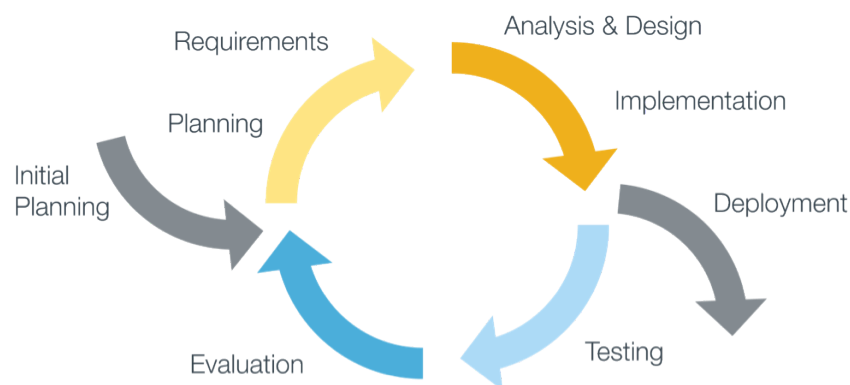 Analysis & Design
Requirements
Implementation
Planning
Initial
Planning
Deployment
Testing
Evaluation